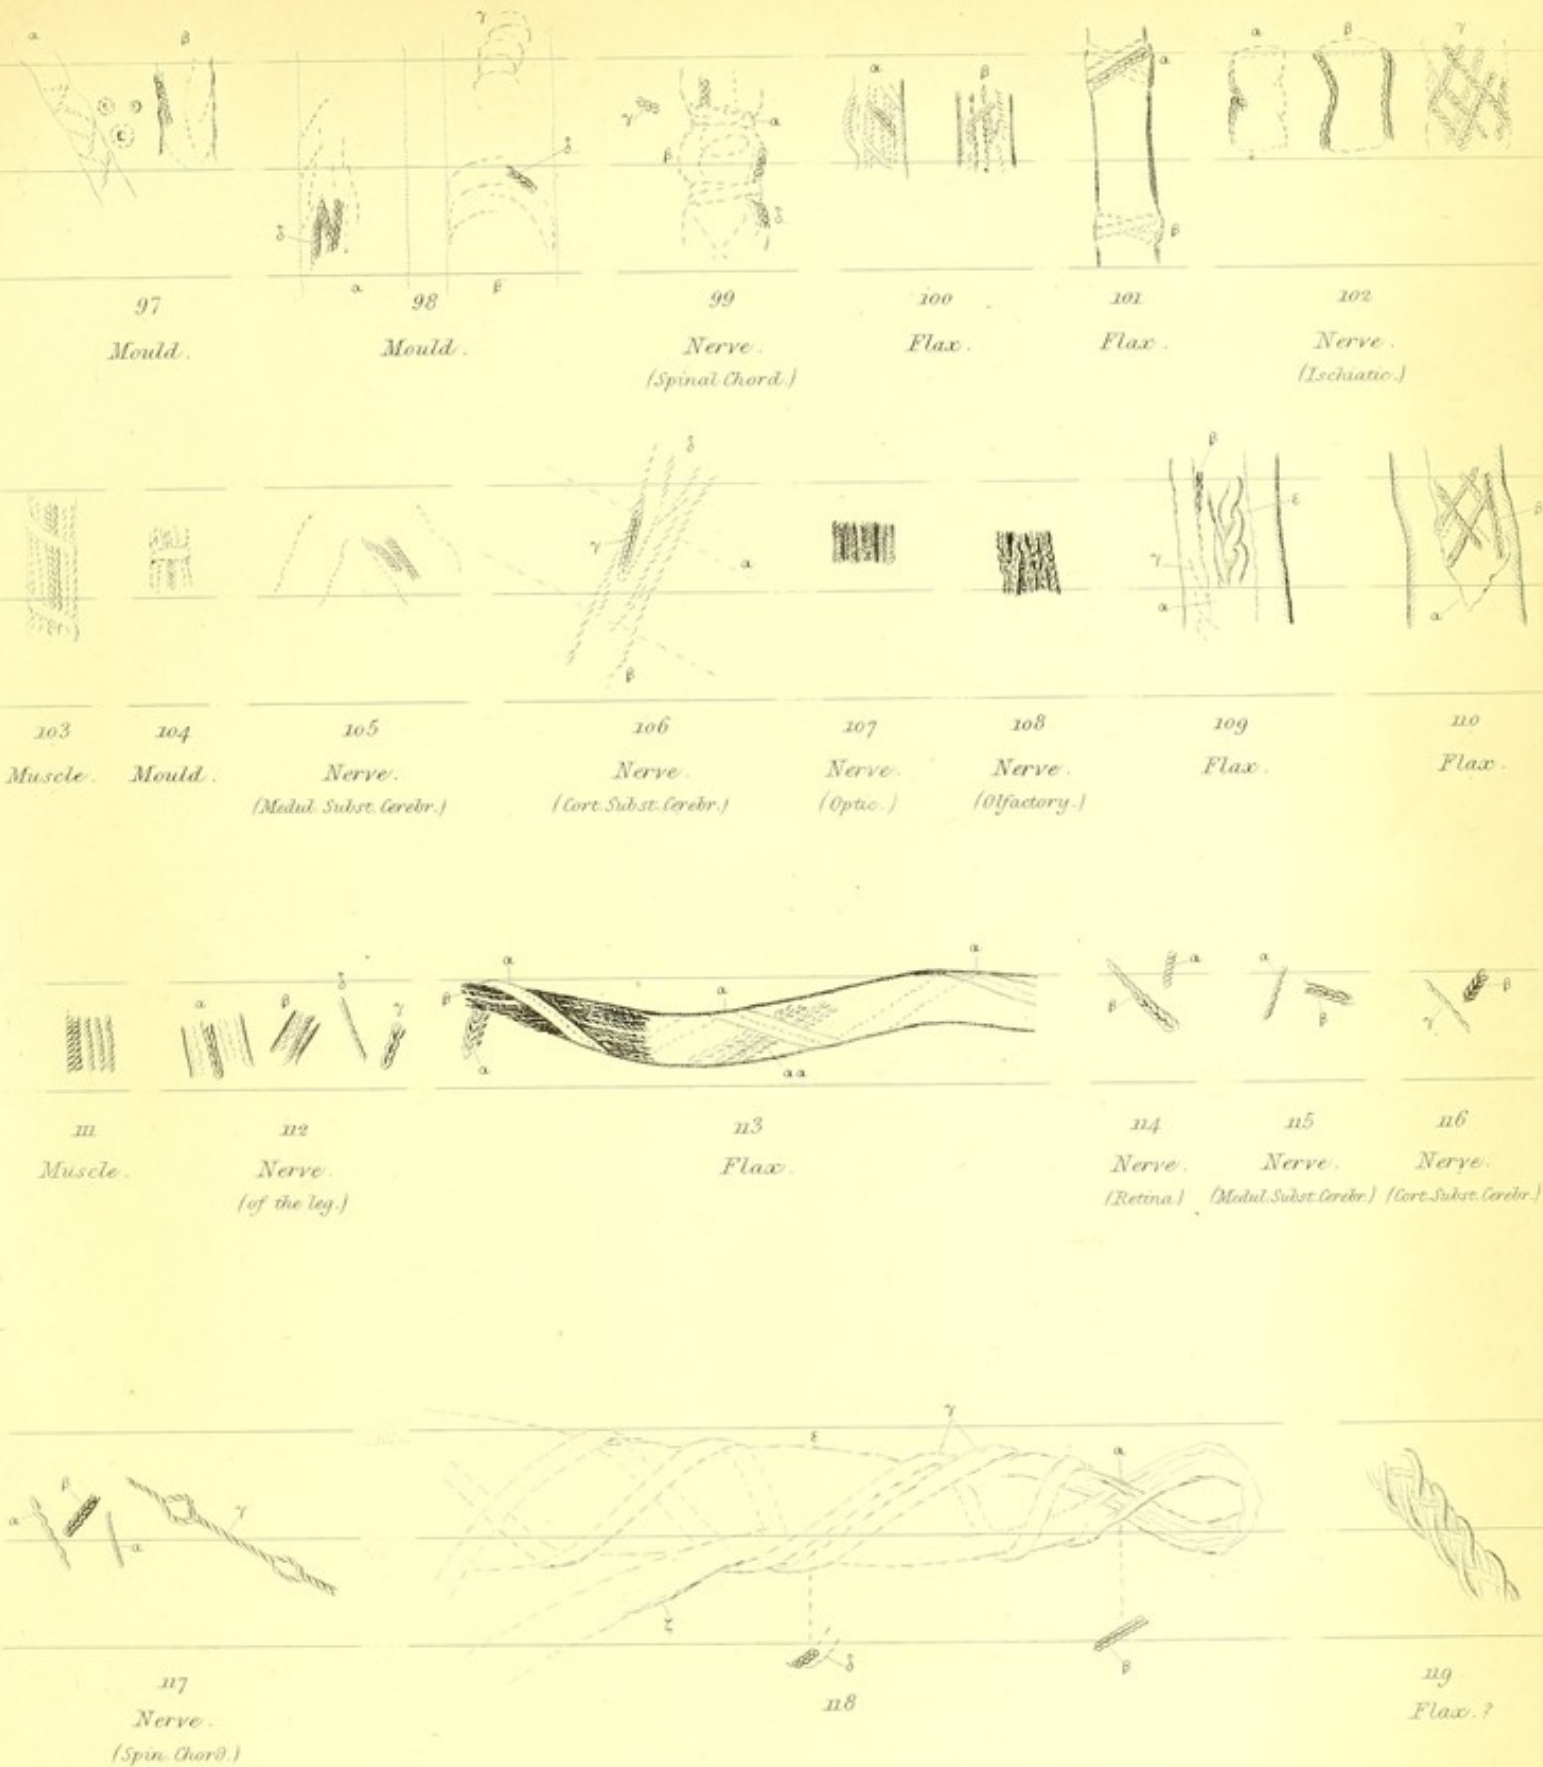 α β γ
α γ
β
γ α
β
δ
α
β
α
β
α β γ
δ
δ
α β
97 98 99 100 101 102
Mould. Mould. Nerve. Flax. Flax. Nerve.
(Spinal Chord.) (Ischiatic.)
δ β
ε β
γ α γ
α α
β
103 104 105 106 107 108 109 110
Muscle. Mould. Nerve. Nerve. Nerve. Nerve. Flax. Flax.
(Medul. Subst. Cerebr.) (Cort. Subst. Cerebr.) (Optic.) (Olfactory.)
α β δ γ α β α α α β α β γ β
α αα
111 112 113 114 115 116
Muscle. Nerve. Flax. Nerve. Nerve. Nerve.
(of the leg.) (Retina) (Medul. Subst. Cerebr.) (Cort. Subst. Cerebr.)
γ
ε α
β
α γ
α
ζ
δ β
117 118 119
Nerve. Flax.?
(Spin. Chord.)